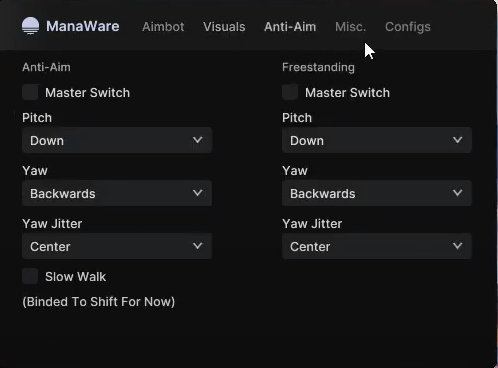 ManaWare Aimbot Visuals Anti-Aim Misc. Configs
Anti-Aim
Master Switch
Pitch
Down
Yaw
Backwards
Yaw Jitter
Center
Slow Walk
(Binded To Shift For Now)
Freestanding
Master Switch
Pitch
Down
Yaw
Backwards
Yaw Jitter
Center